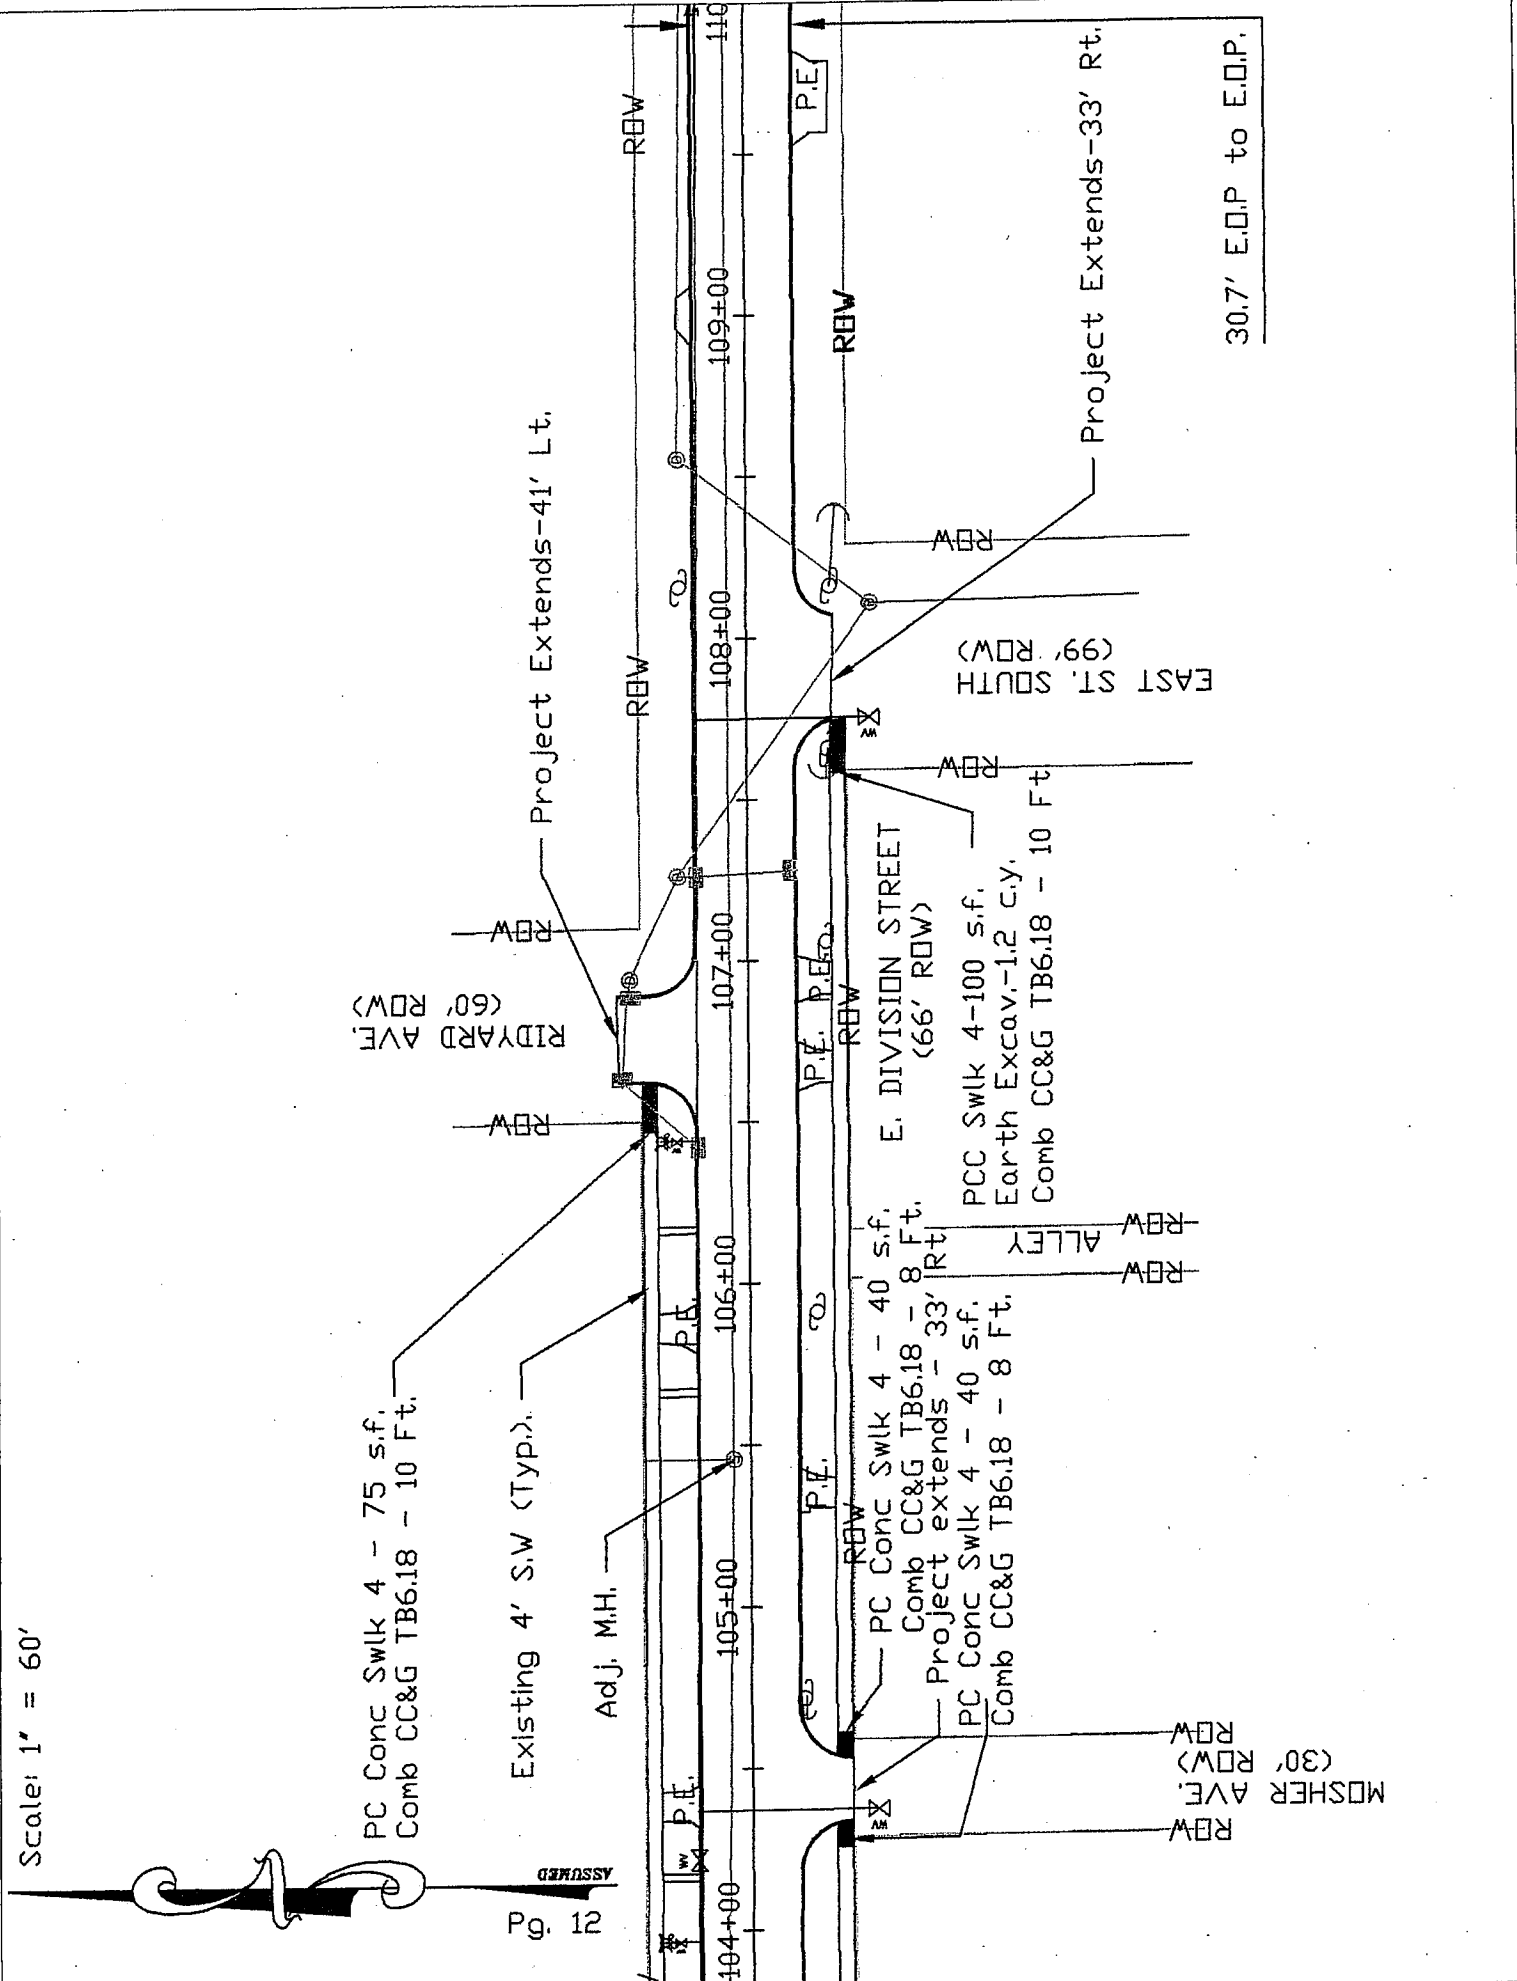 Scale: 1" = 60'
Pg. 12
ASSUMED
PC Conc Swlk 4 - 75 s.f.
Comb CC&G TB6.18 - 10 Ft.
Existing 4' S.W (Typ.).
Adj. M.H.
Project Extends-41' Lt.
RIDYARD AVE.
(60' ROW)
ROW
ROW
ROW
ROW
P.E.
P.E.
WV
104+00
105+00
106+00
107+00
108+00
109+00
110
P.E.
P.E.
P.E.
P.E.
ROW
ROW
ROW
E. DIVISION STREET
(66' ROW)
PC Conc Swlk 4 - 40 s.f.
Comb CC&G TB6.18 - 8 Ft.
Project extends - 33' Rt
PC Conc Swlk 4 - 40 s.f.
Comb CC&G TB6.18 - 8 Ft.
WV
ROW
MOSHER AVE.
(30' ROW)
ROW
ROW
ALLEY
ROW
PCC Swlk 4-100 s.f.
Earth Excav.-1.2 c.y.
Comb CC&G TB6.18 - 10 Ft
WV
ROW
EAST ST. SOUTH
(99' ROW)
ROW
Project Extends-33' Rt.
30.7' E.O.P to E.O.P.